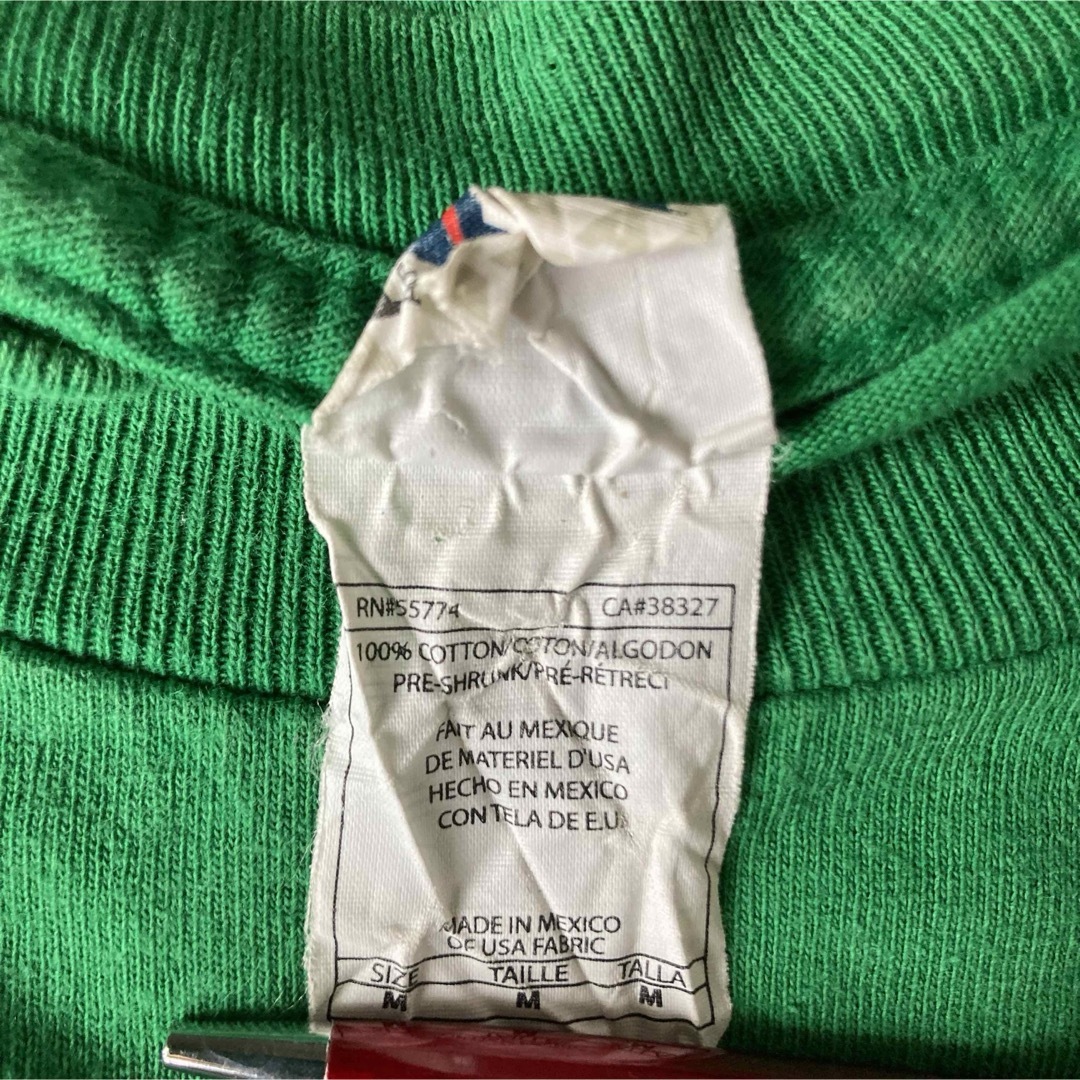 RN#55774 CA#38327
100% COTTON/COTON/ALGODON
PRE-SHRUNK/PRÉ-RÉTRECI
FAIT AU MEXIQUE
DE MATERIEL D'USA
HECHO EN MEXICO
CON TELA DE E.U.
MADE IN MEXICO
OF USA FABRIC
SIZE TAILLE TALLA
M M M